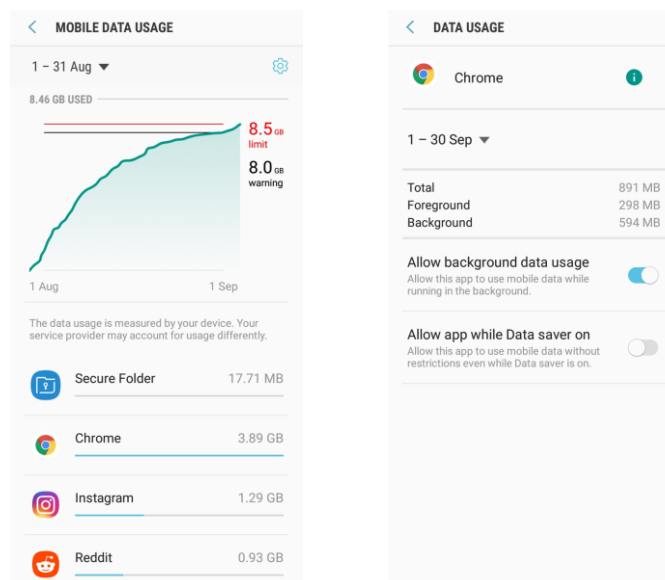 MOBILE DATA USAGE
1 – 31 Aug
8.46 GB USED
8.5 GB
limit
8.0 GB
warning
1 Aug
1 Sep
The data usage is measured by your device. Your
service provider may account for usage differently.
Secure Folder 17.71 MB
Chrome 3.89 GB
Instagram 1.29 GB
Reddit 0.93 GB
DATA USAGE
Chrome
1 – 30 Sep
Total 891 MB
Foreground 298 MB
Background 594 MB
Allow background data usage
Allow this app to use mobile data while
running in the background.
Allow app while Data saver on
Allow this app to use mobile data without
restrictions even while Data saver is on.